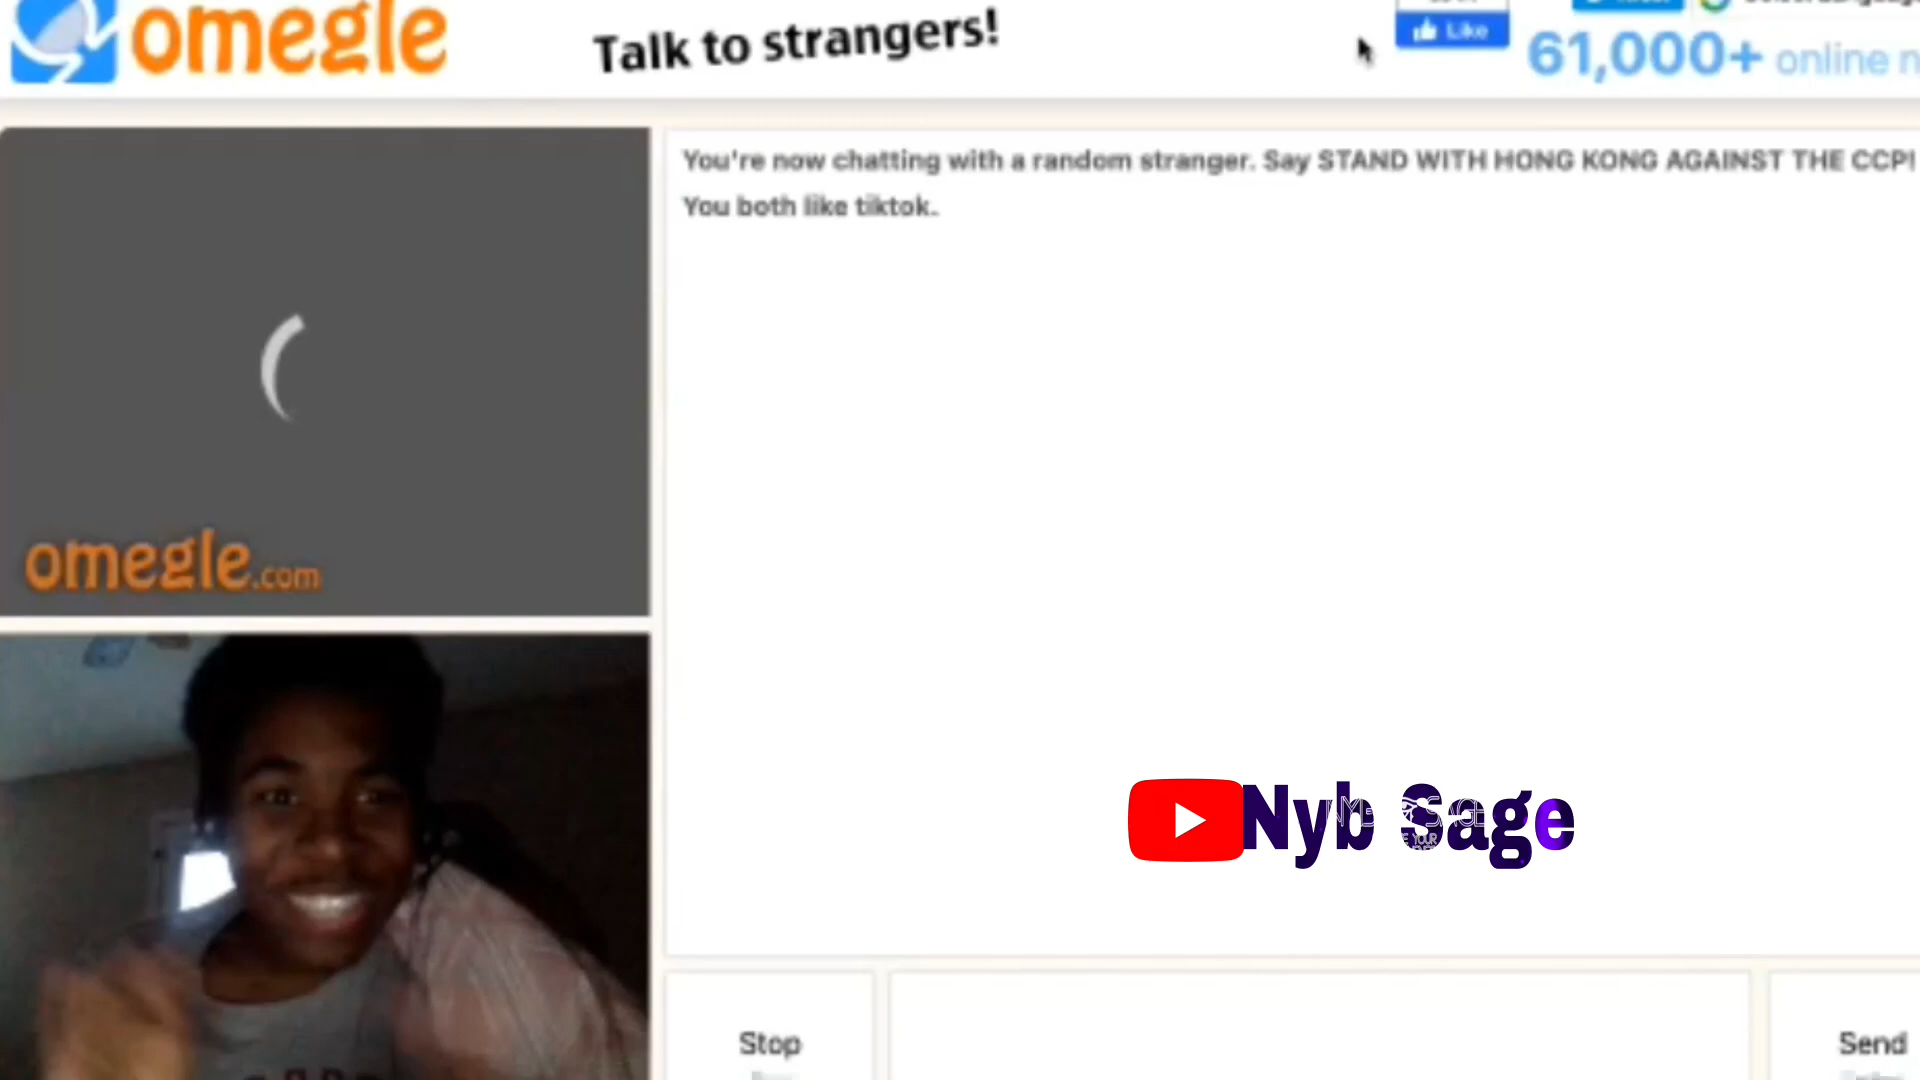 omegle
Talk to strangers!
Like
61,000+ online n
You're now chatting with a random stranger. Say STAND WITH HONG KONG AGAINST THE CCP!
You both like tiktok.
omegle.com
Nyb Sage
Stop
Send